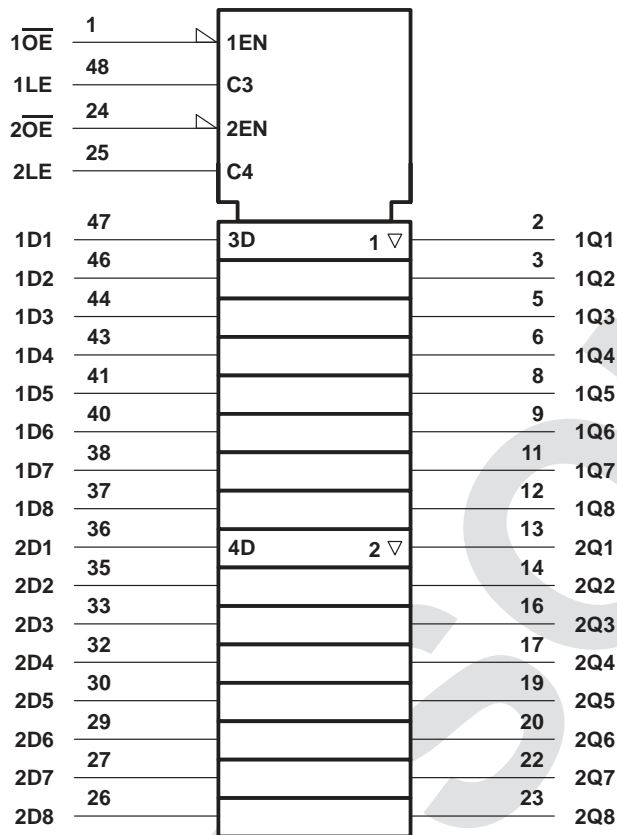 1O̅E̅ 1 1EN
1LE 48 C3
2O̅E̅ 24 2EN
2LE 25 C4
1D1 47 3D 1 ▽ 2 1Q1
1D2 46 3 1Q2
1D3 44 5 1Q3
1D4 43 6 1Q4
1D5 41 8 1Q5
1D6 40 9 1Q6
1D7 38 11 1Q7
1D8 37 12 1Q8
2D1 36 4D 2 ▽ 13 2Q1
2D2 35 14 2Q2
2D3 33 16 2Q3
2D4 32 17 2Q4
2D5 30 19 2Q5
2D6 29 20 2Q6
2D7 27 22 2Q7
2D8 26 23 2Q8